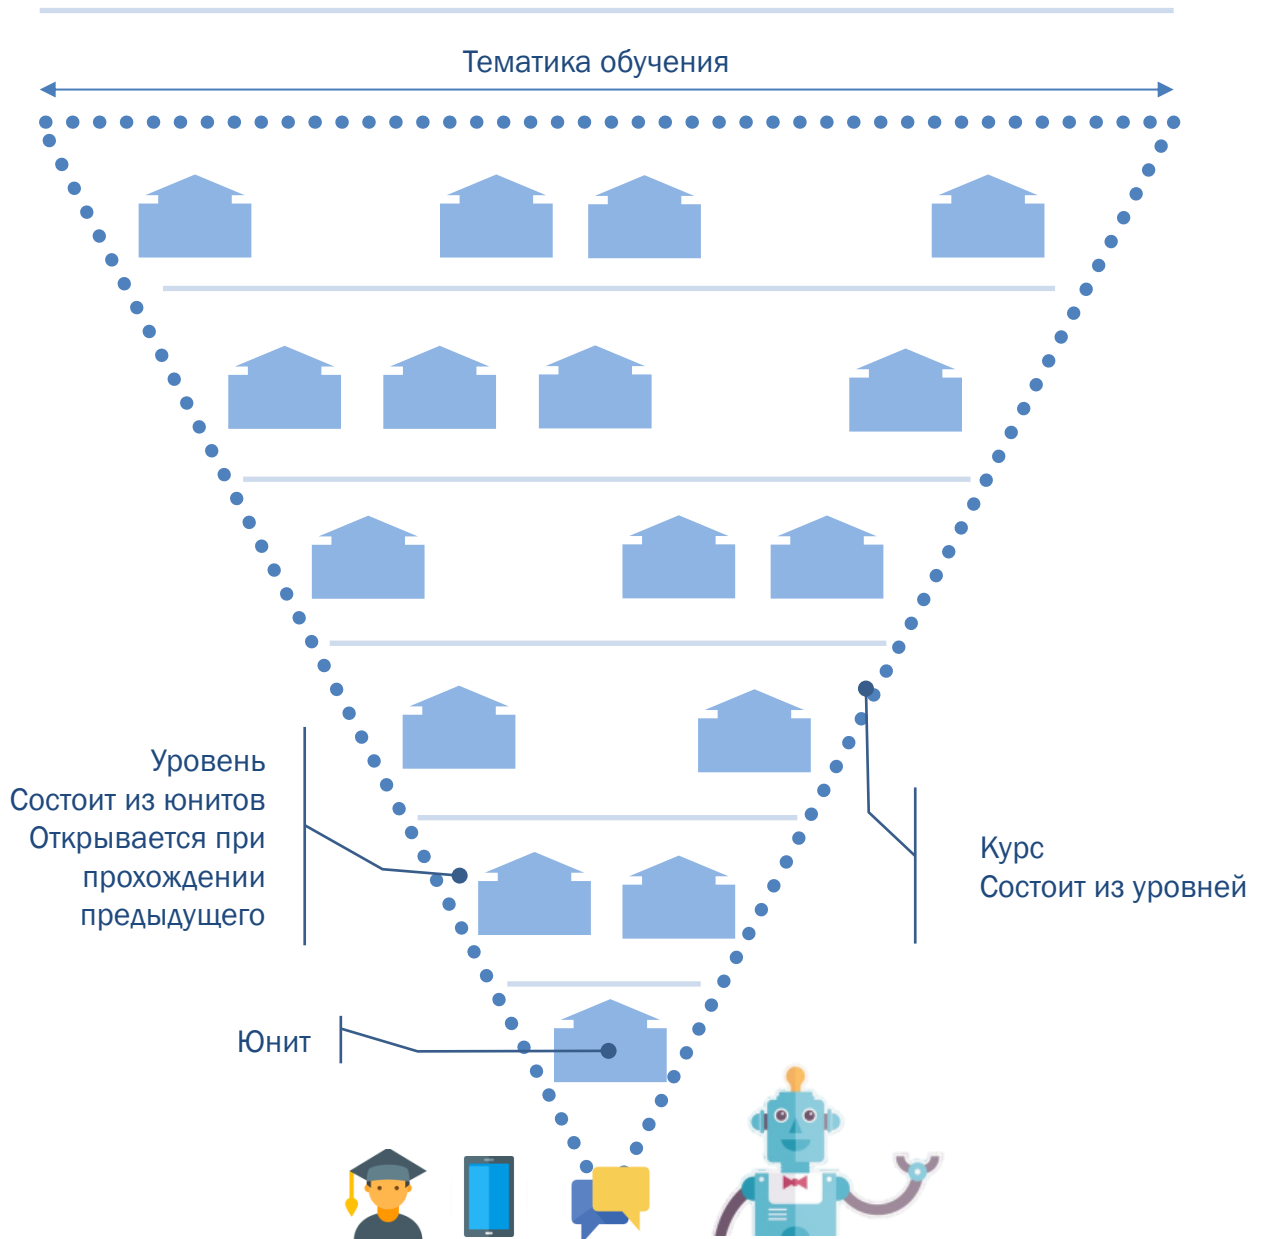 Тематика обучения
Уровень
Состоит из юнитов
Открывается при
прохождении
предыдущего
Курс
Состоит из уровней
Юнит